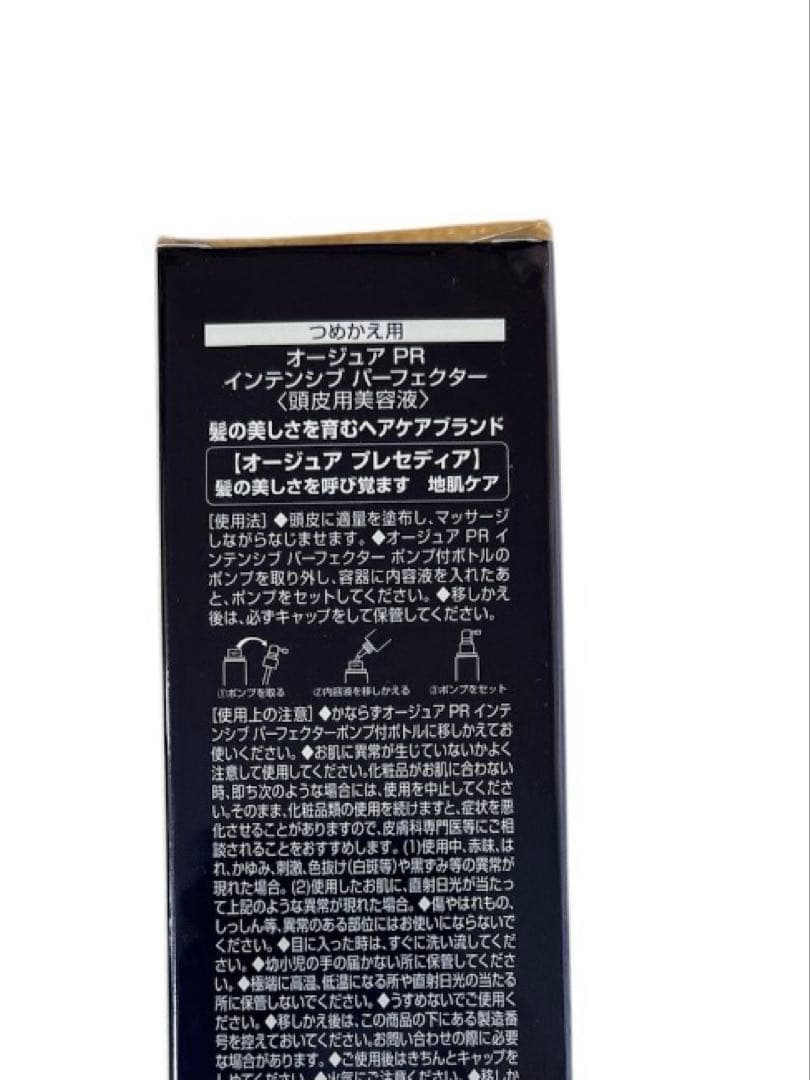 つめかえ用
オージュア PR
インテンシブ パーフェクター
〈頭皮用美容液〉
髪の美しさを育むヘアケアブランド
【オージュア プレセディア】
髪の美しさを呼び覚ます 地肌ケア
[使用法] ◆頭皮に適量を塗布し、マッサージ
しながらなじませます。◆オージュア PR イ
ンテンシブ パーフェクター ポンプ付ボトルの
ポンプを取り外し、容器に内容液を入れたあ
と、ポンプをセットしてください。◆移しかえ
後は、必ずキャップをして保管してください。
①ポンプを取る ②内容液を移しかえる ③ポンプをセット
[使用上の注意] ◆かならずオージュア PR インテ
ンシブ パーフェクターポンプ付ボトルに移しかえてお
使いください。◆お肌に異常が生じていないかよく
注意して使用してください。化粧品がお肌に合わない
時、即ち次のような場合には、使用を中止してくださ
い。そのまま、化粧品類の使用を続けますと、症状を悪
化させることがありますので、皮膚科専門医等にご相
談されることをおすすめします。(1)使用中、赤味、は
れ、かゆみ、刺激、色抜け(白斑等)や黒ずみ等の異常が
現れた場合。(2)使用したお肌に、直射日光が当たっ
て上記のような異常が現れた場合。◆傷やはれもの、
しっしん等、異常のある部位にはお使いにならないで
ください。◆目に入った時は、すぐに洗い流してくだ
さい。◆幼小児の手の届かない所に保管してくださ
い。◆極端に高温、低温になる所や直射日光の当たる
所に保管しないでください。◆うすめないでご使用く
ださい。◆移しかえ後は、この商品の下にある製造番
号を控えておいてください。お問い合わせの際に必要
な場合があります。◆ご使用後はきちんとキャップを
しめてください。◆火気にご注意ください。◆移しか